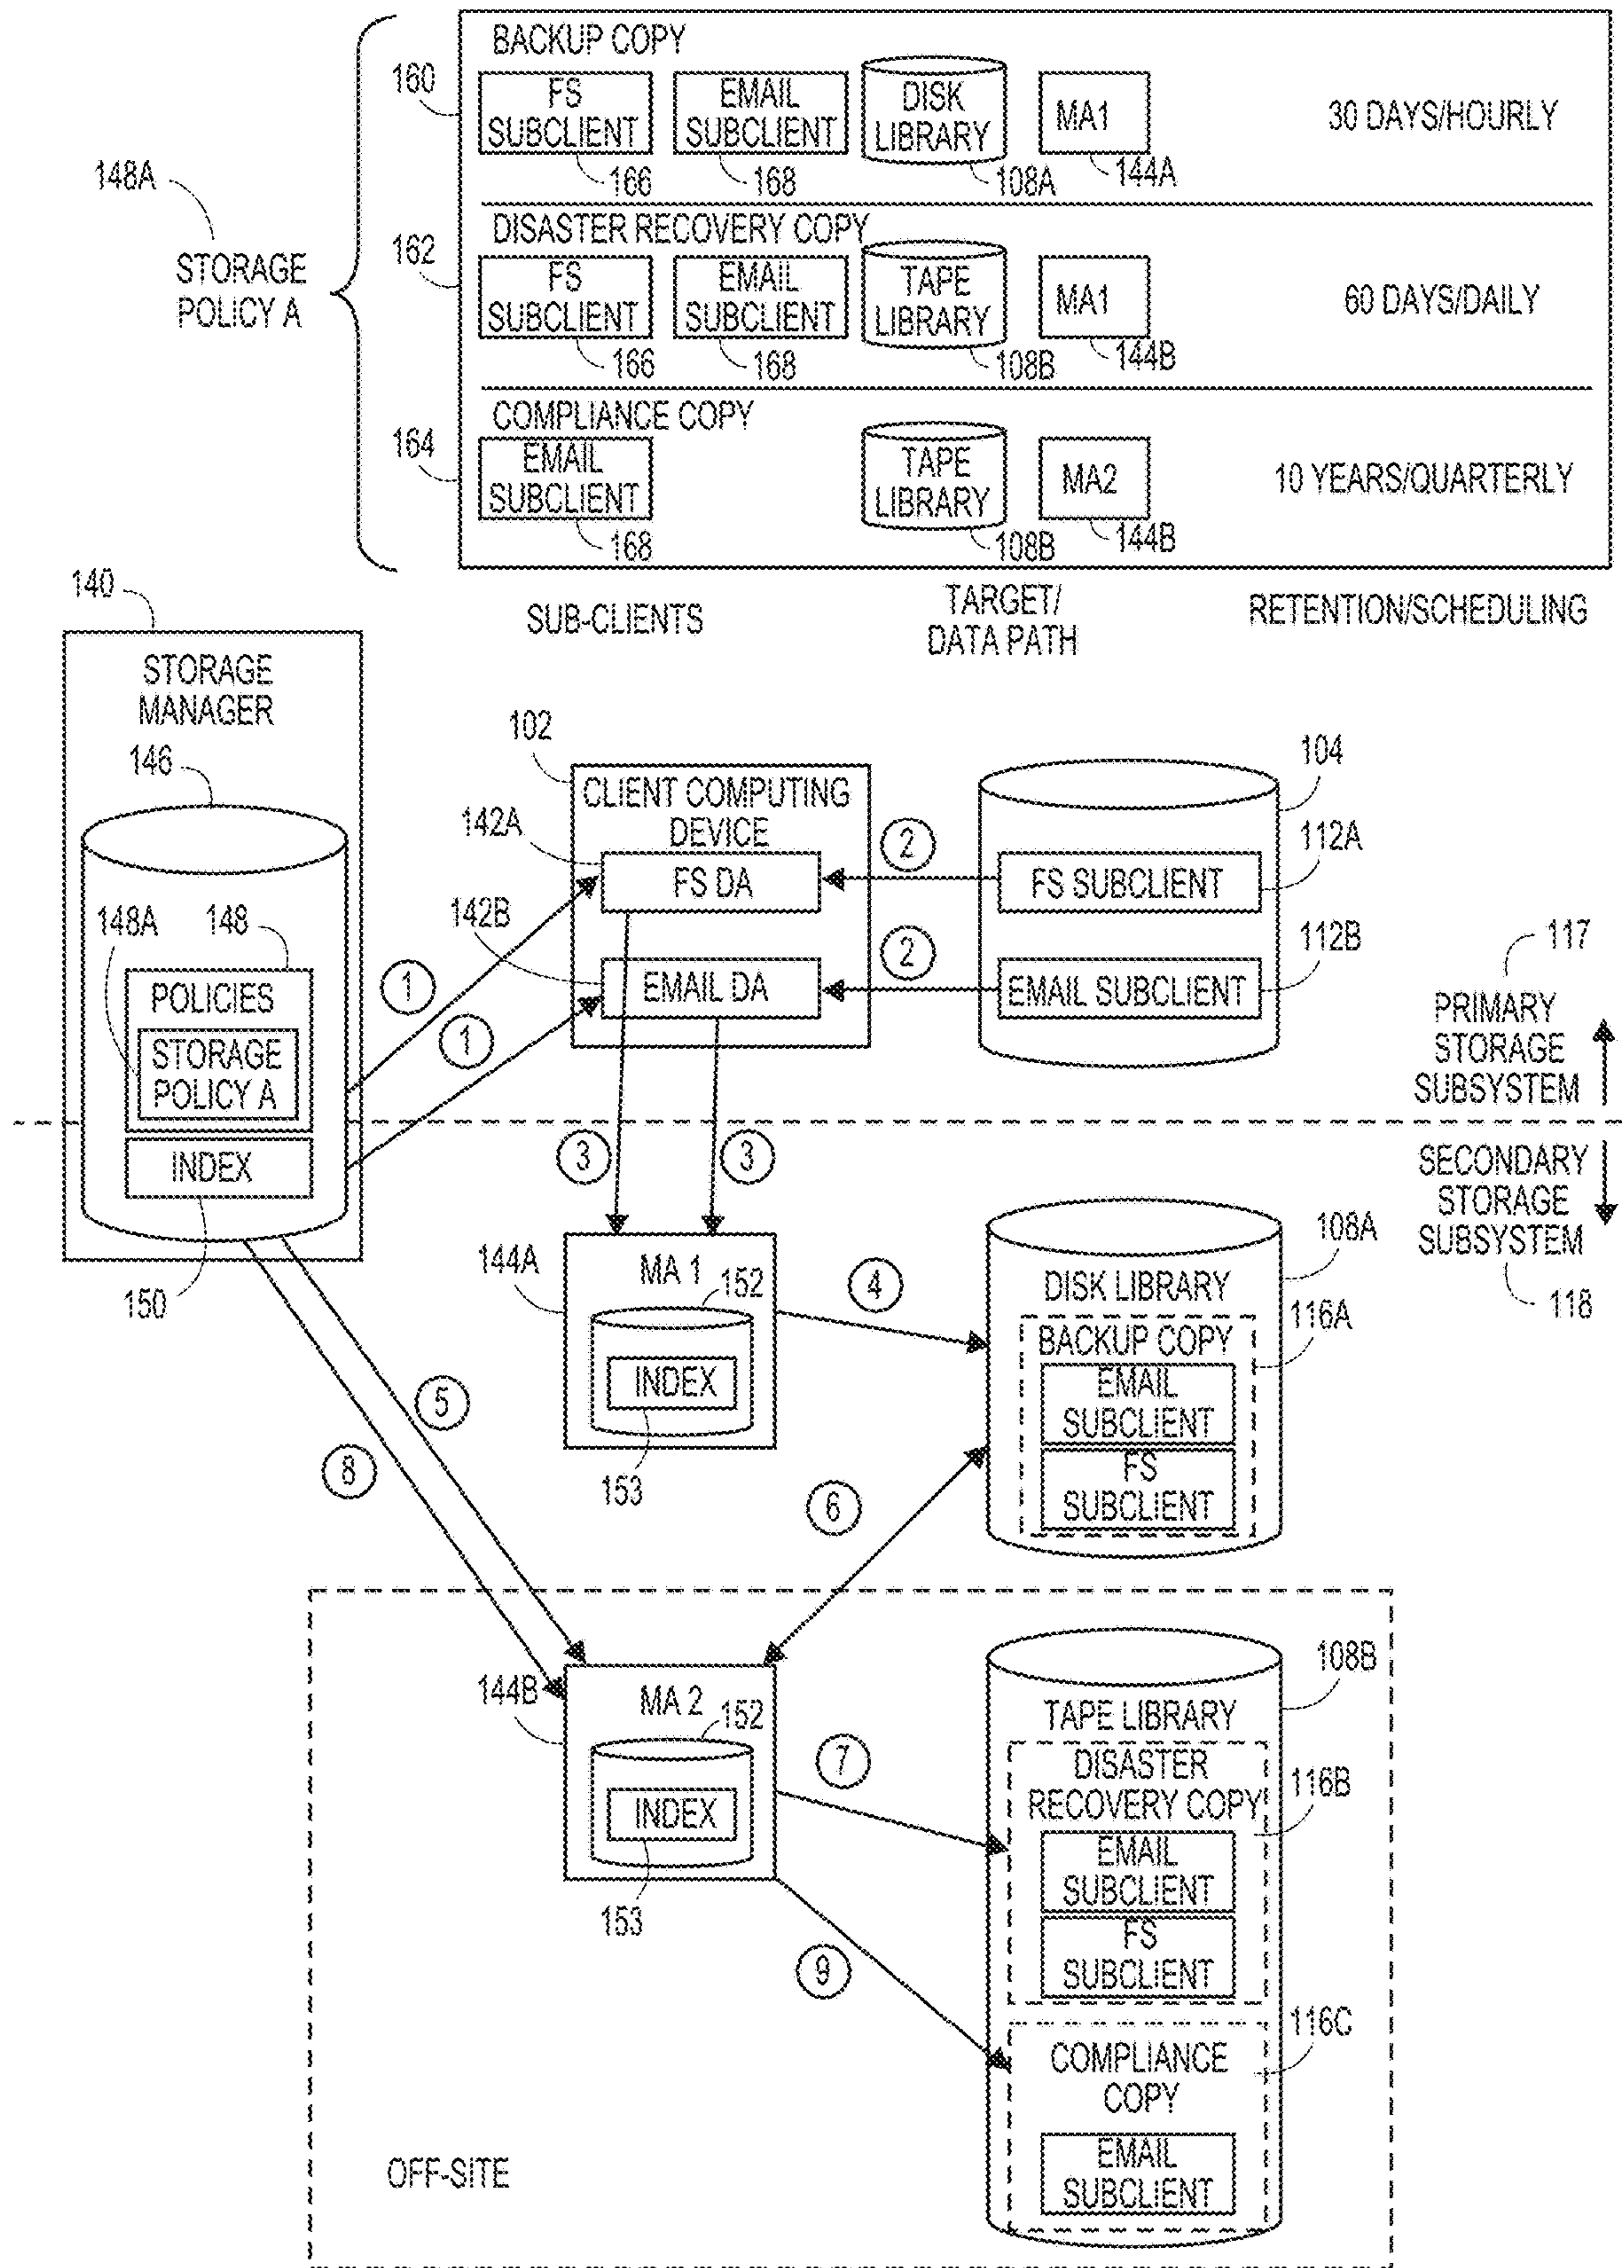 BACKUP COPY
160
FS
SUBCLIENT
166
EMAIL
SUBCLIENT
168
DISK
LIBRARY
108A
MA1
144A
30 DAYS/HOURLY
148A
STORAGE
POLICY A
DISASTER RECOVERY COPY
162
FS
SUBCLIENT
166
EMAIL
SUBCLIENT
168
TAPE
LIBRARY
108B
MA1
144B
60 DAYS/DAILY
COMPLIANCE COPY
164
EMAIL
SUBCLIENT
168
TAPE
LIBRARY
108B
MA2
144B
10 YEARS/QUARTERLY
SUB-CLIENTS
TARGET/
DATA PATH
RETENTION/SCHEDULING
140
STORAGE
MANAGER
146
148A
148
POLICIES
STORAGE
POLICY A
INDEX
150
102
CLIENT COMPUTING
DEVICE
142A
FS DA
142B
EMAIL DA
104
FS SUBCLIENT
112A
EMAIL SUBCLIENT
112B
1
1
2
2
3
3
117
PRIMARY
STORAGE
SUBSYSTEM
SECONDARY
STORAGE
SUBSYSTEM
118
144A
MA 1
152
INDEX
153
4
108A
DISK LIBRARY
116A
BACKUP COPY
EMAIL
SUBCLIENT
FS
SUBCLIENT
5
8
6
144B
MA 2
152
INDEX
153
7
9
108B
TAPE LIBRARY
DISASTER
RECOVERY COPY
116B
EMAIL
SUBCLIENT
FS
SUBCLIENT
116C
COMPLIANCE
COPY
EMAIL
SUBCLIENT
OFF-SITE